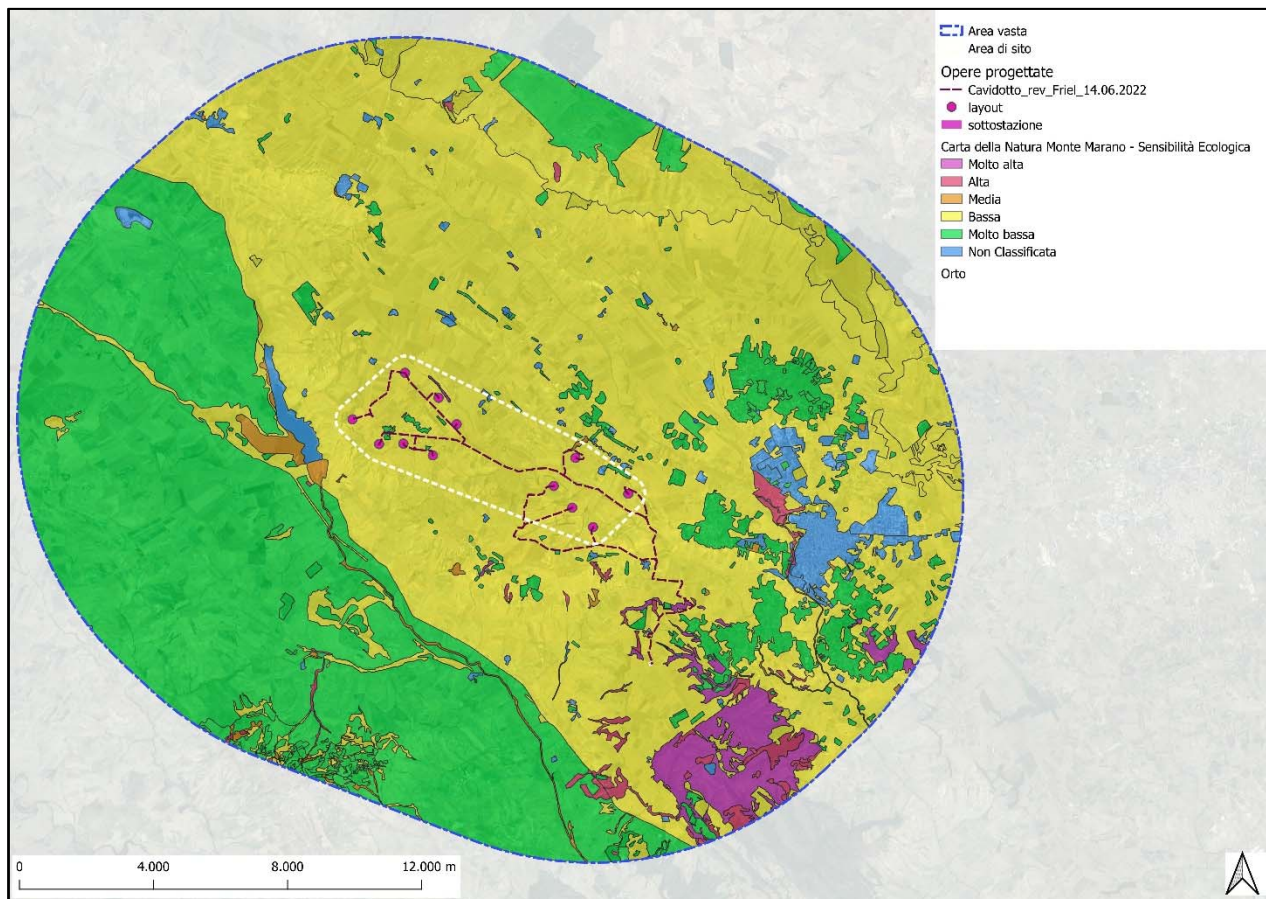 Area vasta
Area di sito
Opere progettate
Cavidotto_rev_Friel_14.06.2022
layout
sottostazione
Carta della Natura Monte Marano - Sensibilità Ecologica
Molto alta
Alta
Media
Bassa
Molto bassa
Non Classificata
Orto
0 4.000 8.000 12.000 m